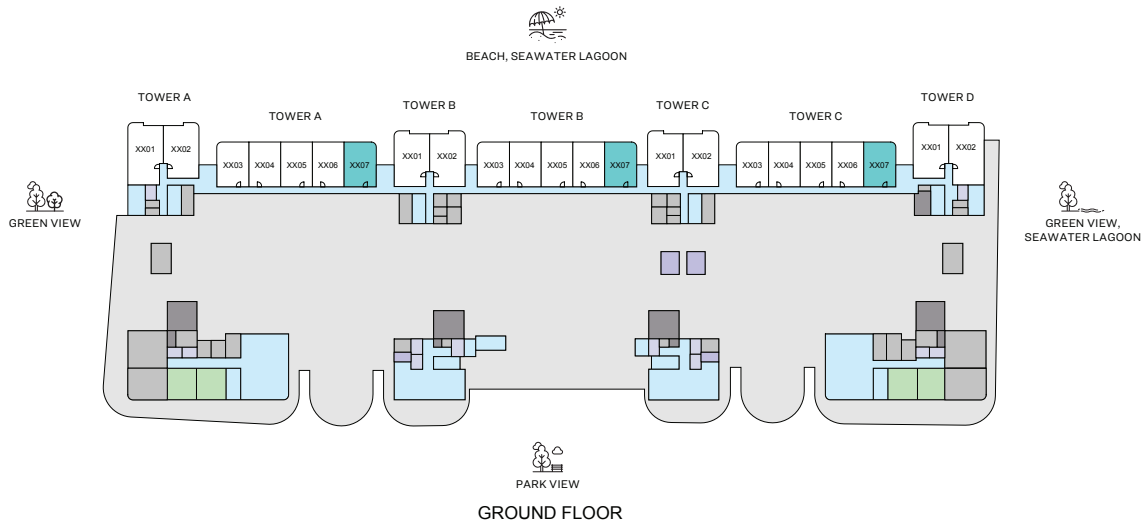 BEACH, SEAWATER LAGOON
TOWER A
TOWER A
TOWER B
TOWER B
TOWER C
TOWER C
TOWER D
XX01
XX02
XX03
XX04
XX05
XX06
XX07
XX01
XX02
XX03
XX04
XX05
XX06
XX07
XX01
XX02
XX03
XX04
XX05
XX06
XX07
XX01
XX02
GREEN VIEW
GREEN VIEW,
SEAWATER LAGOON
PARK VIEW
GROUND FLOOR